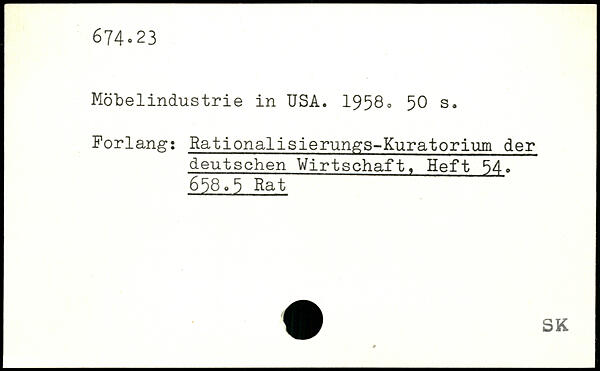 674.23
Möbelindustrie in USA. 1958. 50 s.
Forlang: Rationalisierungs-Kuratorium der
deutschen Wirtschaft, Heft 54.
658.5 Rat
SK